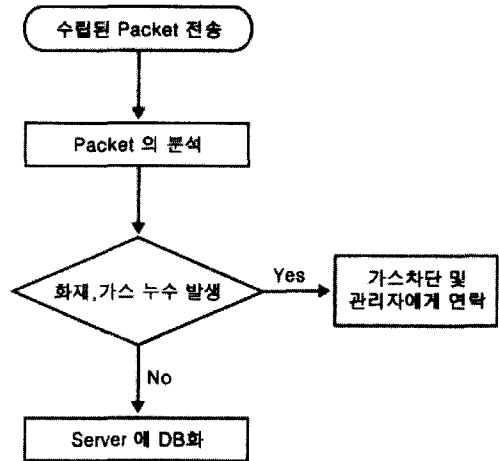 수립된 Packet 전송
Packet 의 분석
화재,가스 누수 발생
Yes
가스차단 및
관리자에게 연락
No
Server 에 DB화